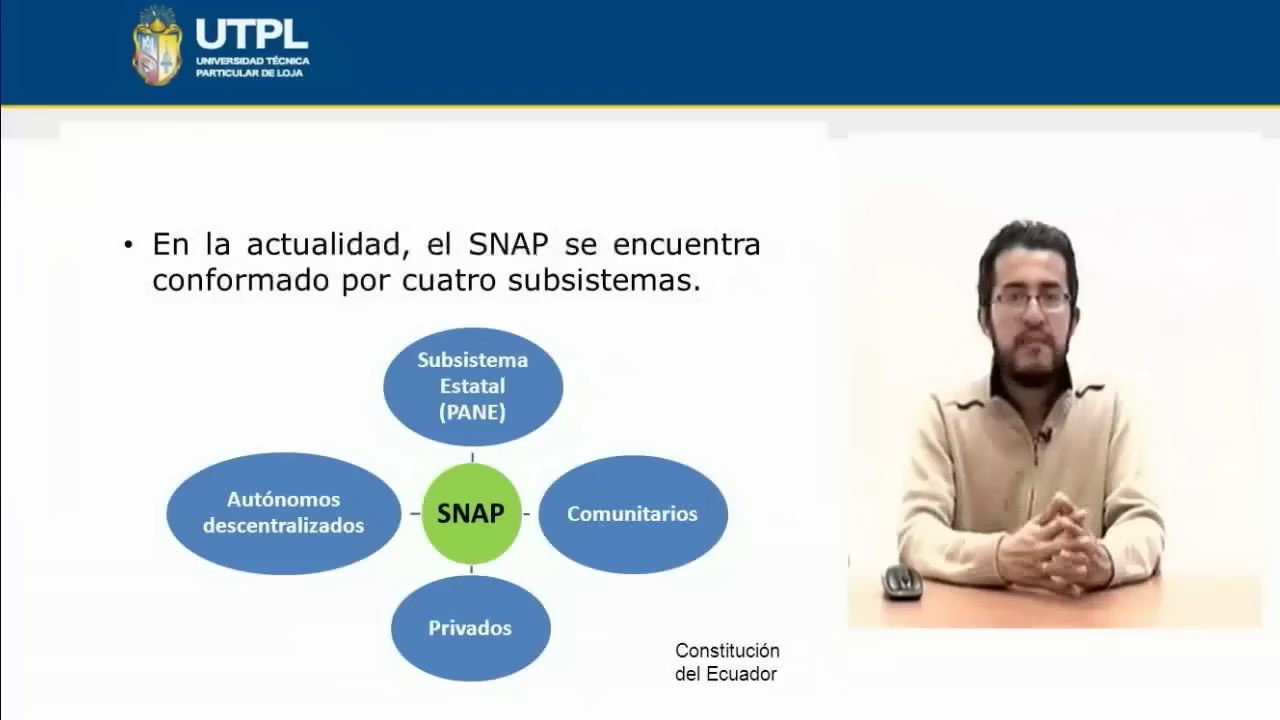 UTPL
UNIVERSIDAD TÉCNICA
PARTICULAR DE LOJA
• En la actualidad, el SNAP se encuentra
conformado por cuatro subsistemas.
Subsistema
Estatal
(PANE)
Autónomos
descentralizados
SNAP
Comunitarios
Privados
Constitución
del Ecuador